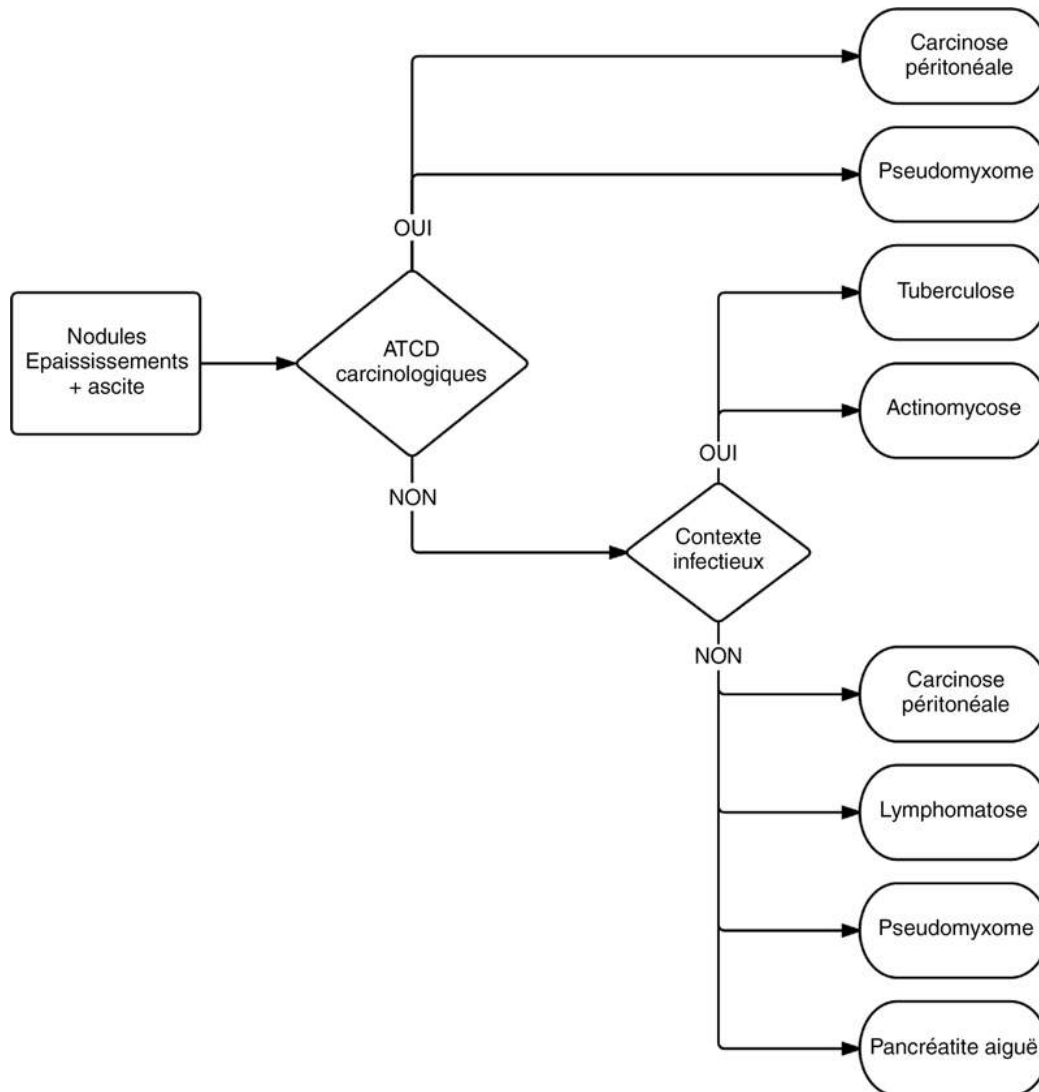 Carcinose
péritonéale
Pseudomyxome
OUI
Tuberculose
Nodules
Epaississements
+ ascite
ATCD
carcinologiques
Actinomycose
OUI
NON
Contexte
infectieux
NON
Carcinose
péritonéale
Lymphomatose
Pseudomyxome
Pancréatite aiguë